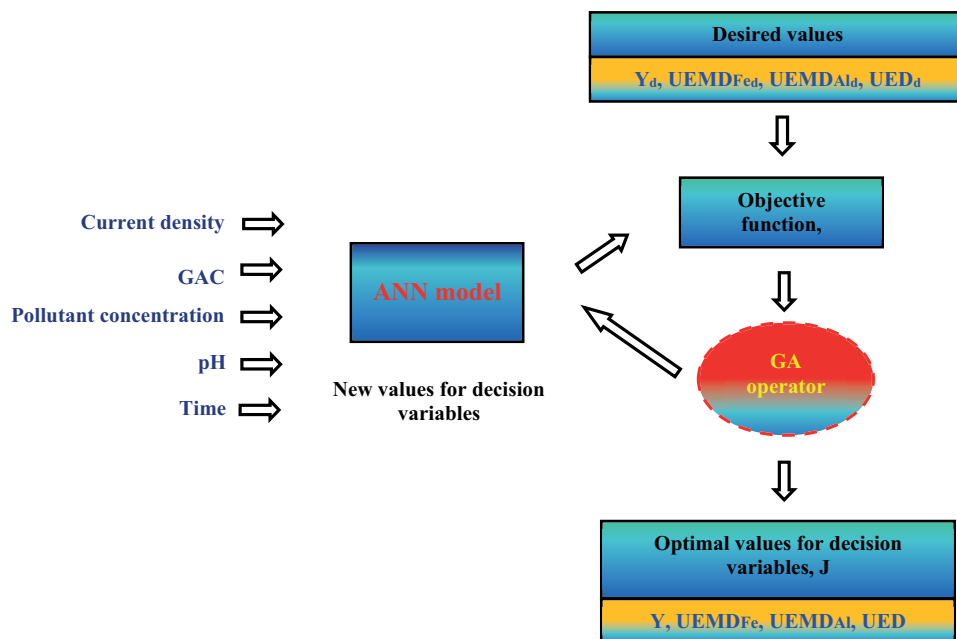 Desired values
Yd, UEMDFed, UEMDAld, UEDd
Objective
function,
Current density
GAC
Pollutant concentration
pH
Time
ANN model
New values for decision
variables
GA
operator
Optimal values for decision
variables, J
Y, UEMDFe, UEMDAl, UED